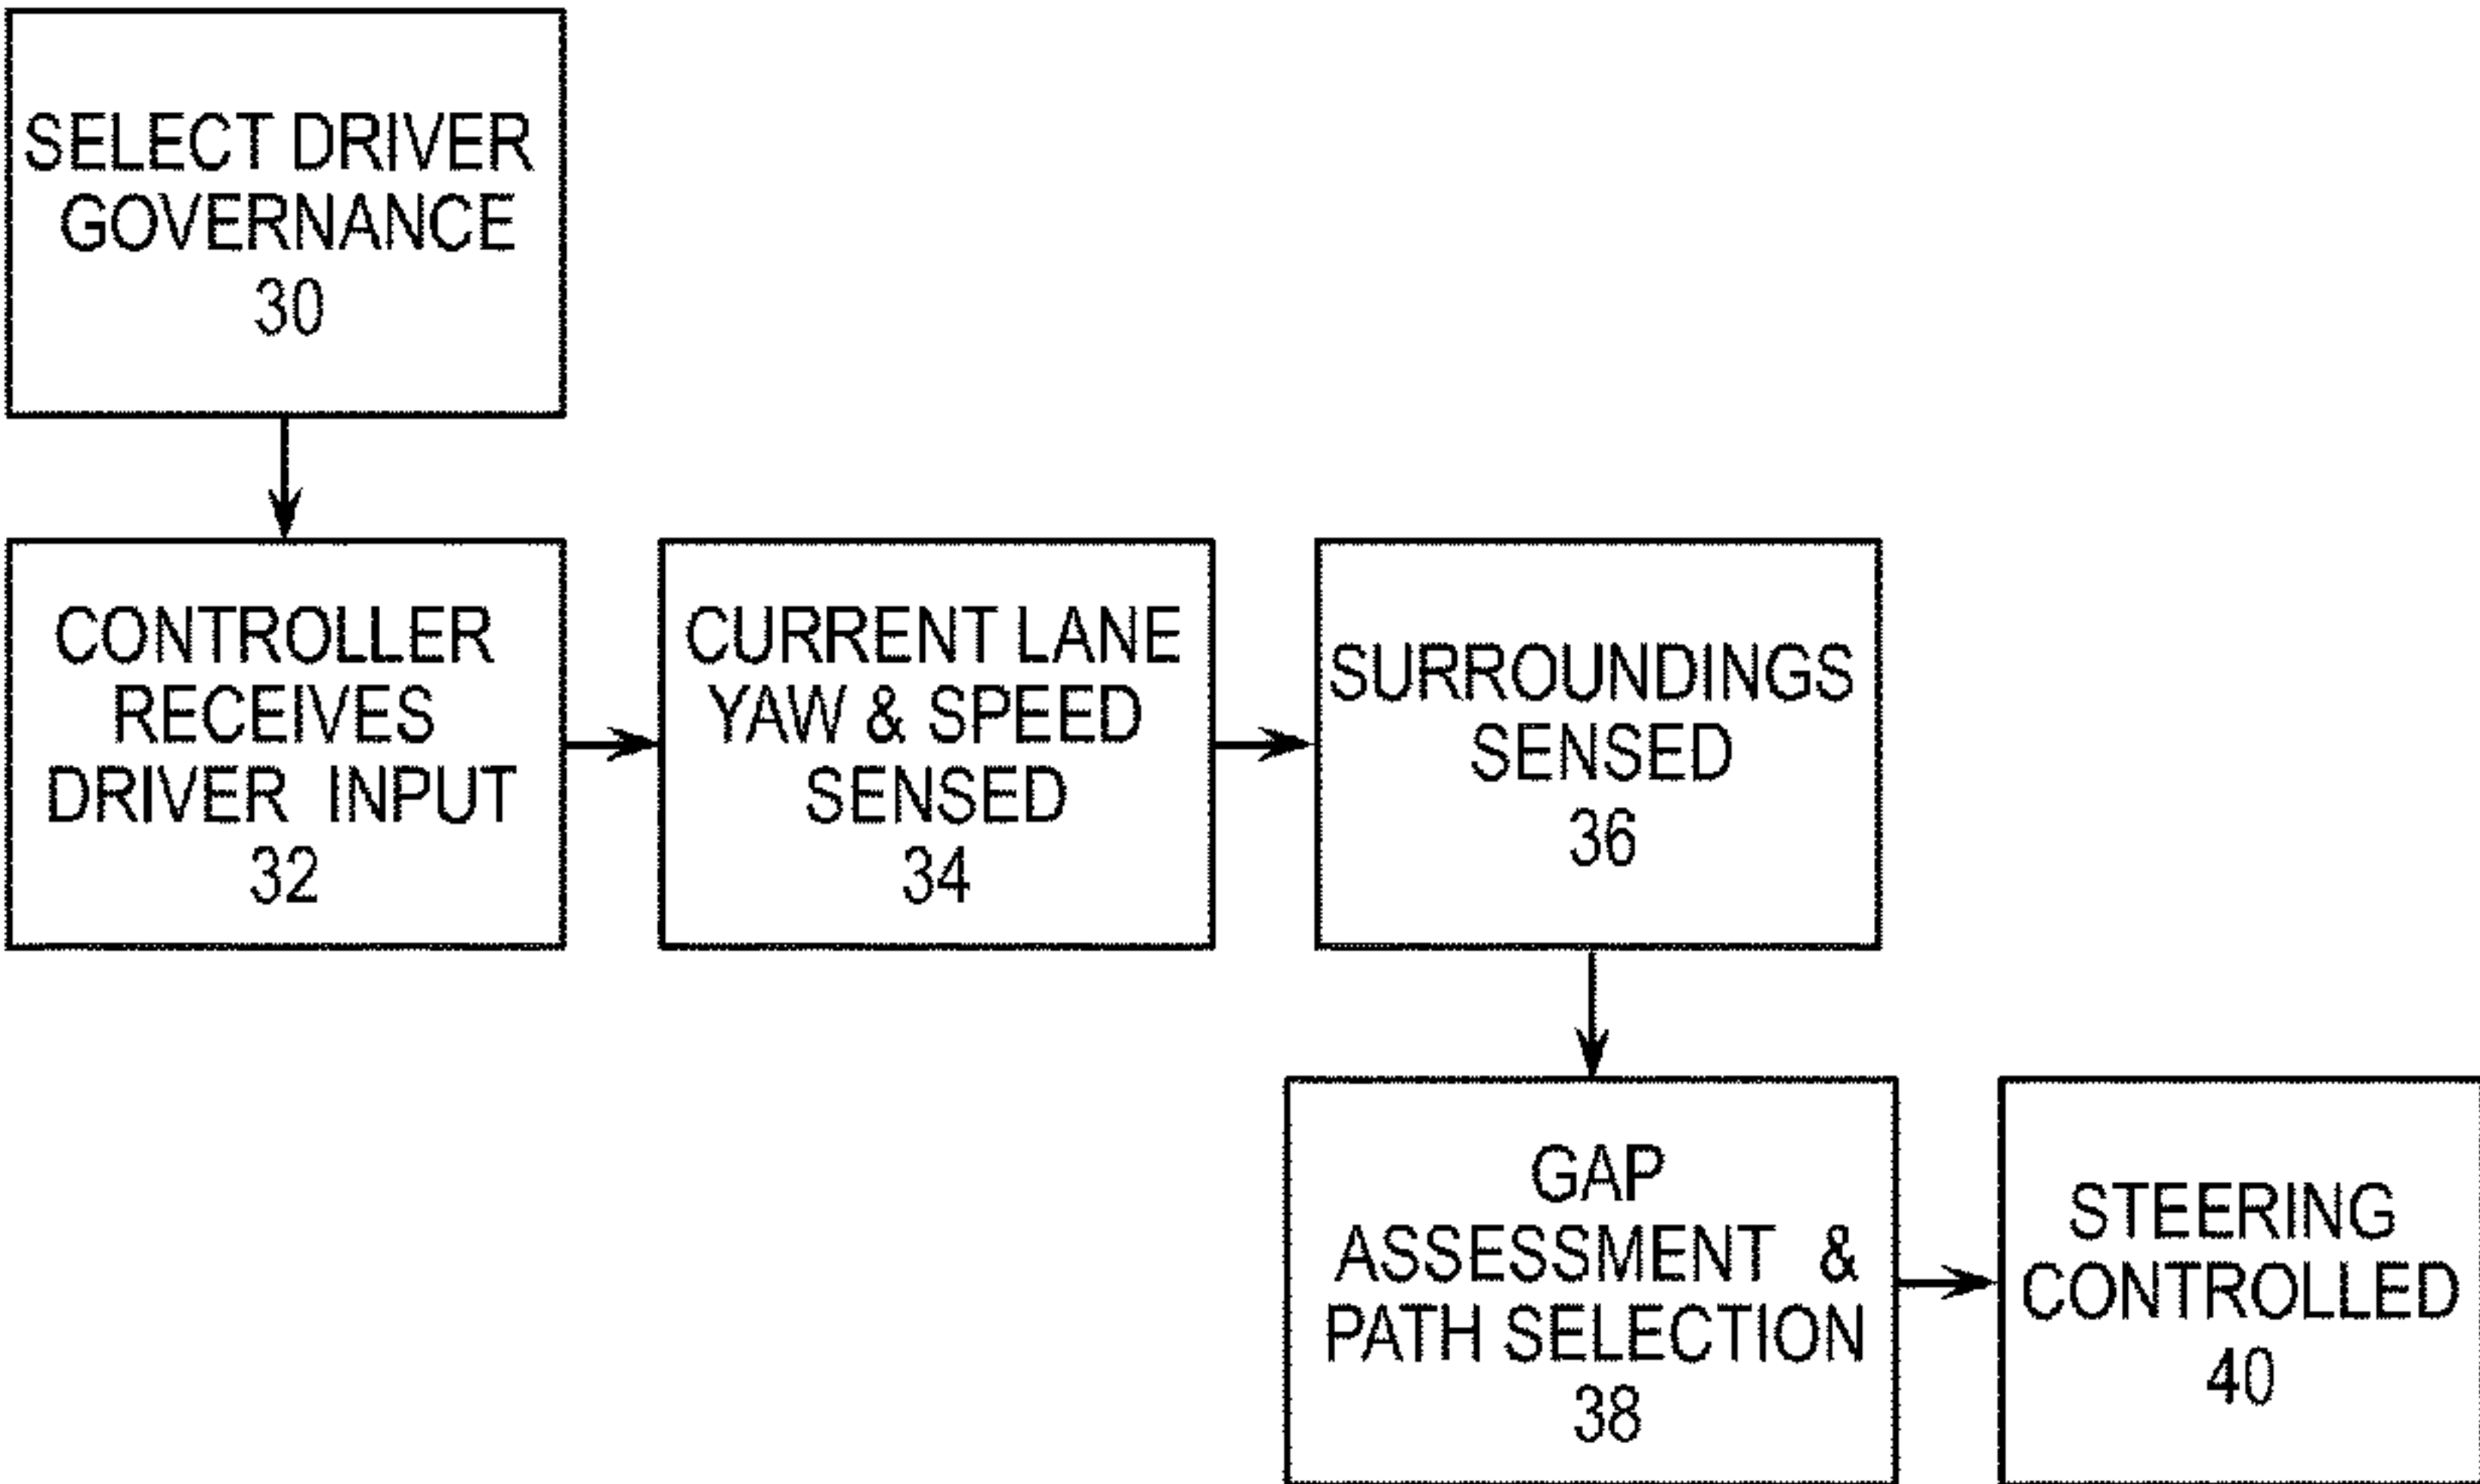 SELECT DRIVER
GOVERNANCE
30
CONTROLLER
RECEIVES
DRIVER INPUT
32
CURRENT LANE
YAW & SPEED
SENSED
34
SURROUNDINGS
SENSED
36
GAP
ASSESSMENT &
PATH SELECTION
38
STEERING
CONTROLLED
40